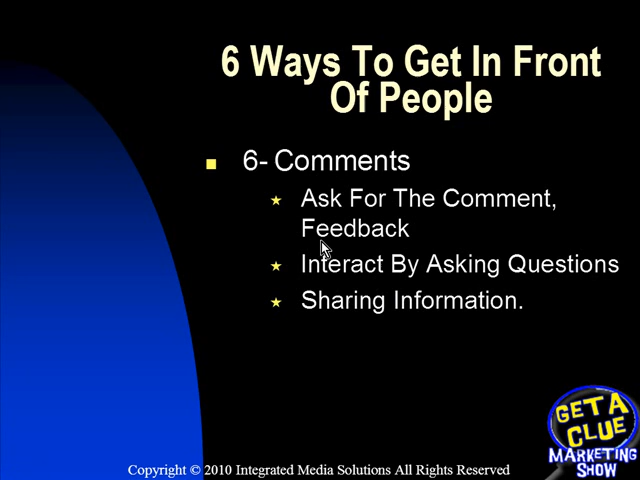 6 Ways To Get In Front
Of People
6- Comments
Ask For The Comment,
Feedback
Interact By Asking Questions
Sharing Information.
GET A
CLUE
MARKETING
SHOW
Copyright © 2010 Integrated Media Solutions All Rights Reserved